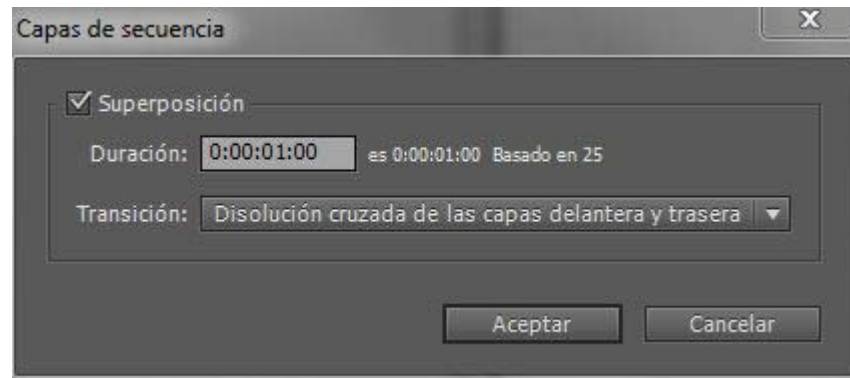 Capas de secuencia
Superposición
Duración: 0:00:01:00 es 0:00:01:00 Basado en 25
Transición: Disolución cruzada de las capas delantera y trasera
Aceptar Cancelar